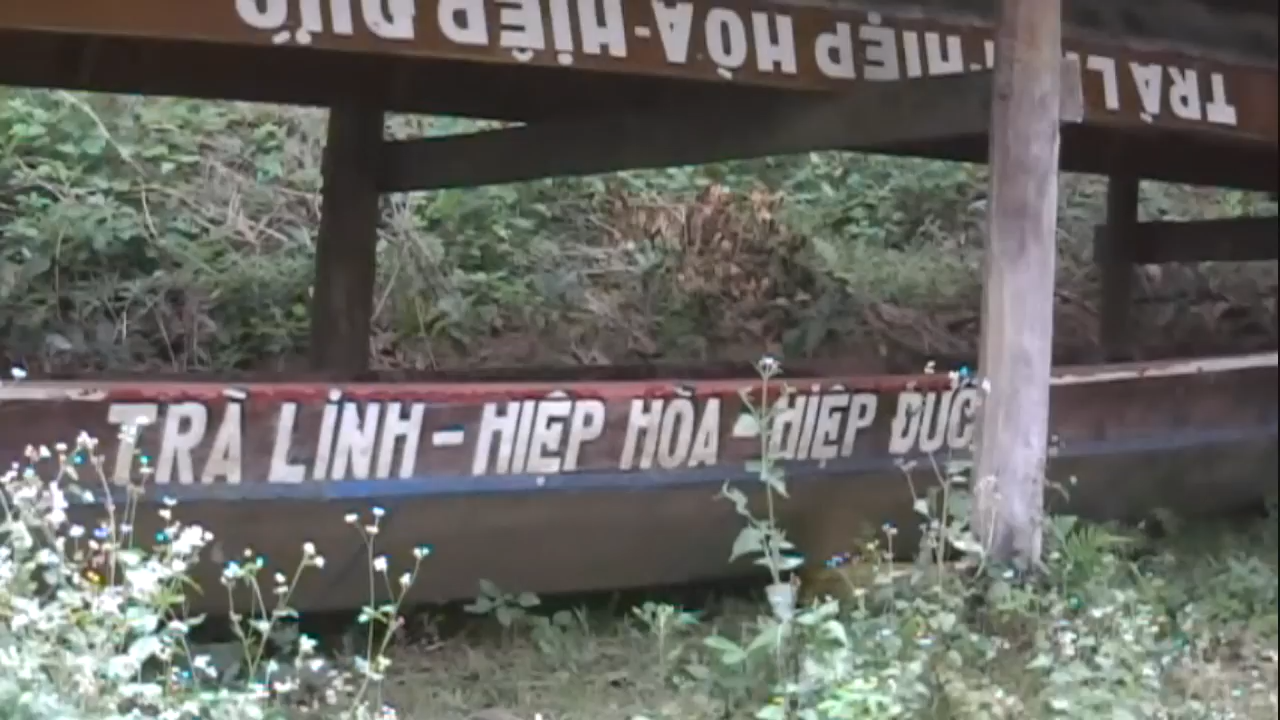 TRÀ LINH-HIỆP HÒA-HIỆP ĐỨC
TRÀ LINH - HIỆP HÒA - HIỆP ĐỨC